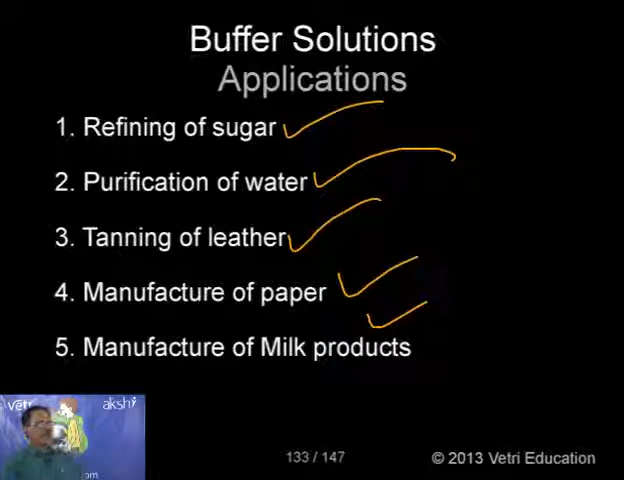 Buffer Solutions
Applications
1. Refining of sugar
2. Purification of water
3. Tanning of leather
4. Manufacture of paper
5. Manufacture of Milk products
akshi
133 / 147
© 2013 Vetri Education